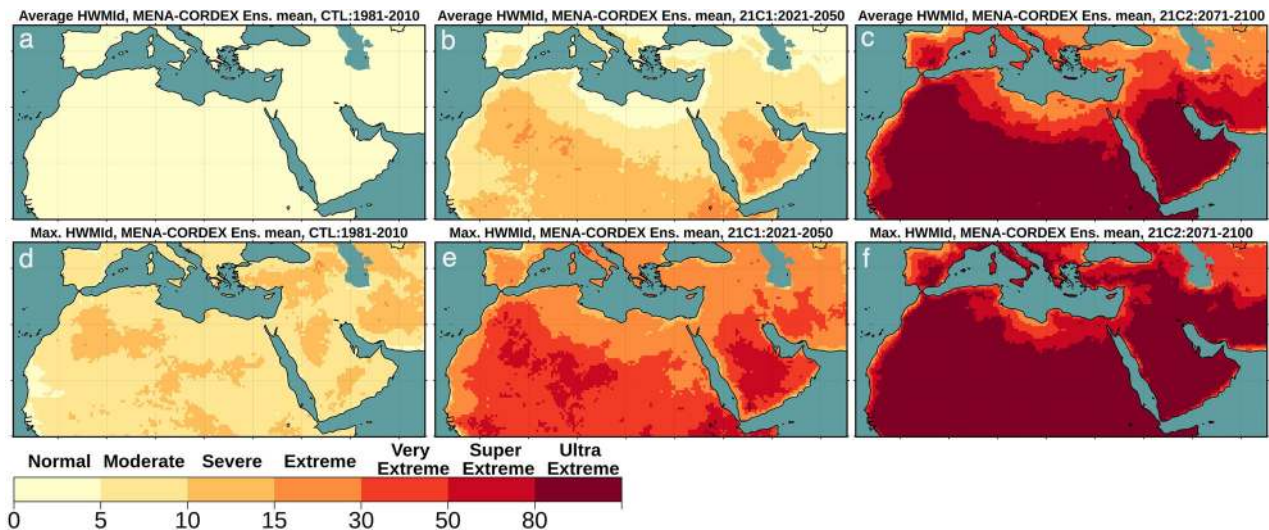 Average HWMId, MENA-CORDEX Ens. mean, CTL:1981-2010
Average HWMId, MENA-CORDEX Ens. mean, 21C1:2021-2050
Average HWMId, MENA-CORDEX Ens. mean, 21C2:2071-2100
a
b
c
Max. HWMId, MENA-CORDEX Ens. mean, CTL:1981-2010
Max. HWMId, MENA-CORDEX Ens. mean, 21C1:2021-2050
Max. HWMId, MENA-CORDEX Ens. mean, 21C2:2071-2100
d
e
f
Normal Moderate Severe Extreme Very Extreme Super Extreme Ultra Extreme
0 5 10 15 30 50 80